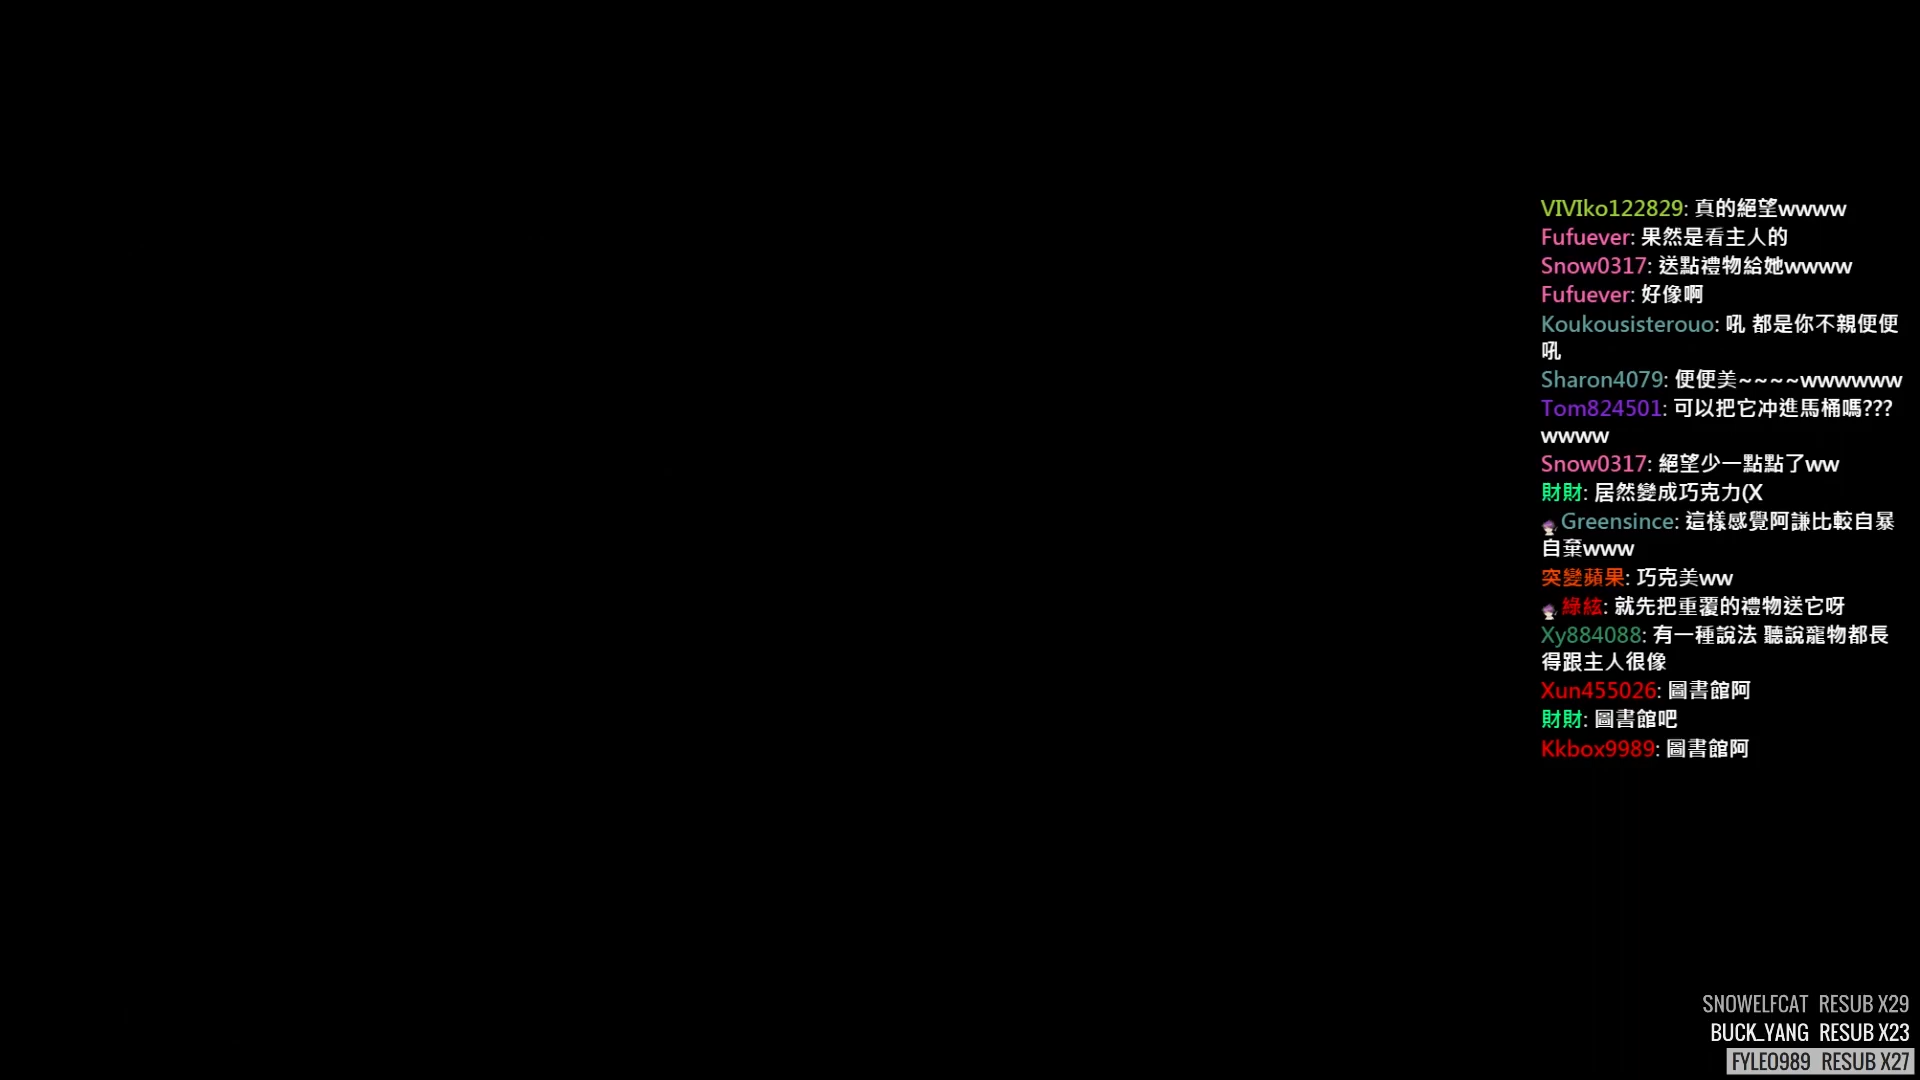 VIVIko122829: 真的絕望wwww
Fufuever: 果然是看主人的
Snow0317: 送點禮物給她wwww
Fufuever: 好像啊
Koukousisterouo: 吼 都是你不親便便
吼
Sharon4079: 便便美~~~~wwwwww
Tom824501: 可以把它冲進馬桶嗎???
wwww
Snow0317: 絕望少一點點了ww
財財: 居然變成巧克力(X
Greensince: 這樣感覺阿謙比較自暴
自棄www
突變蘋果: 巧克美ww
綠絃: 就先把重覆的禮物送它呀
Xy884088: 有一種說法 聽說寵物都長
得跟主人很像
Xun455026: 圖書館阿
財財: 圖書館吧
Kkbox9989: 圖書館阿
SNOWELFCAT RESUB X29
BUCK_YANG RESUB X23
FYLEO989 RESUB X27